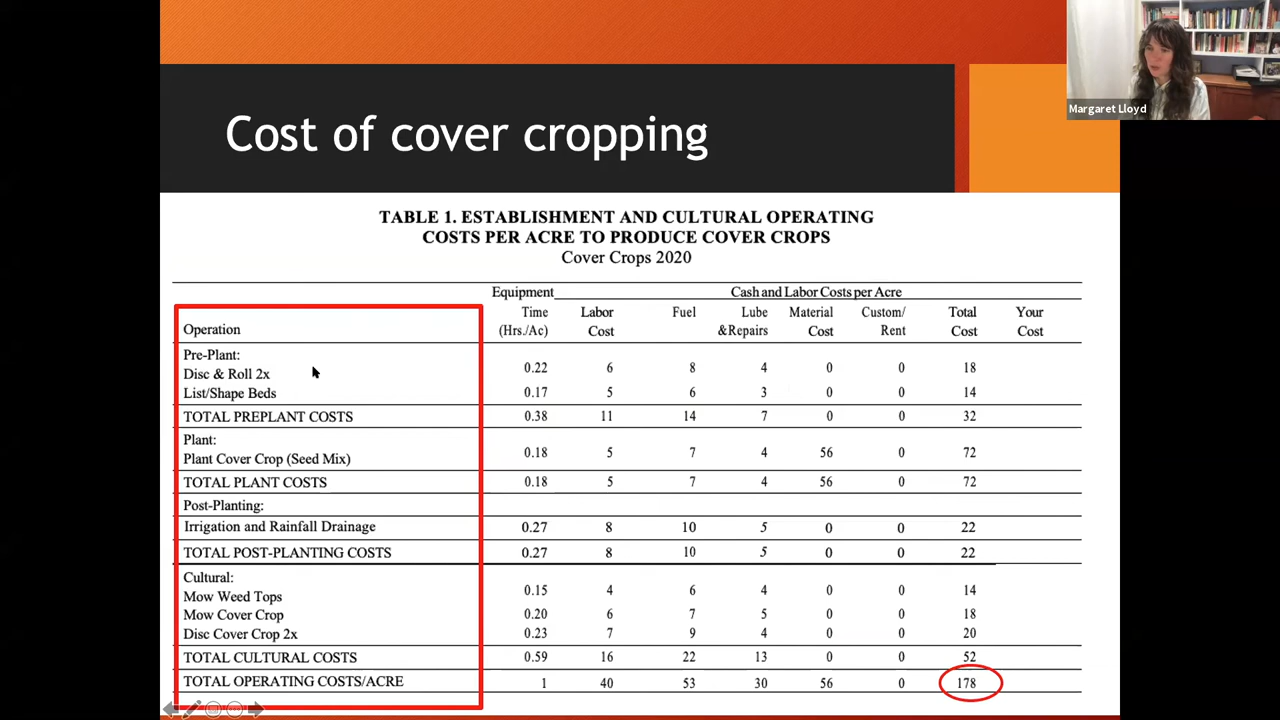 Margaret Lloyd
Cost of cover cropping
TABLE 1. ESTABLISHMENT AND CULTURAL OPERATING
COSTS PER ACRE TO PRODUCE COVER CROPS
Cover Crops 2020
Equipment Cash and Labor Costs per Acre
Time Labor Fuel Lube Material Custom/ Total Your
Operation (Hrs./Ac) Cost &Repairs Cost Rent Cost Cost
Pre-Plant:
Disc & Roll 2x 0.22 6 8 4 0 0 18
List/Shape Beds 0.17 5 6 3 0 0 14
TOTAL PREPLANT COSTS 0.38 11 14 7 0 0 32
Plant:
Plant Cover Crop (Seed Mix) 0.18 5 7 4 56 0 72
TOTAL PLANT COSTS 0.18 5 7 4 56 0 72
Post-Planting:
Irrigation and Rainfall Drainage 0.27 8 10 5 0 0 22
TOTAL POST-PLANTING COSTS 0.27 8 10 5 0 0 22
Cultural:
Mow Weed Tops 0.15 4 6 4 0 0 14
Mow Cover Crop 0.20 6 7 5 0 0 18
Disc Cover Crop 2x 0.23 7 9 4 0 0 20
TOTAL CULTURAL COSTS 0.59 16 22 13 0 0 52
TOTAL OPERATING COSTS/ACRE 1 40 53 30 56 0 178